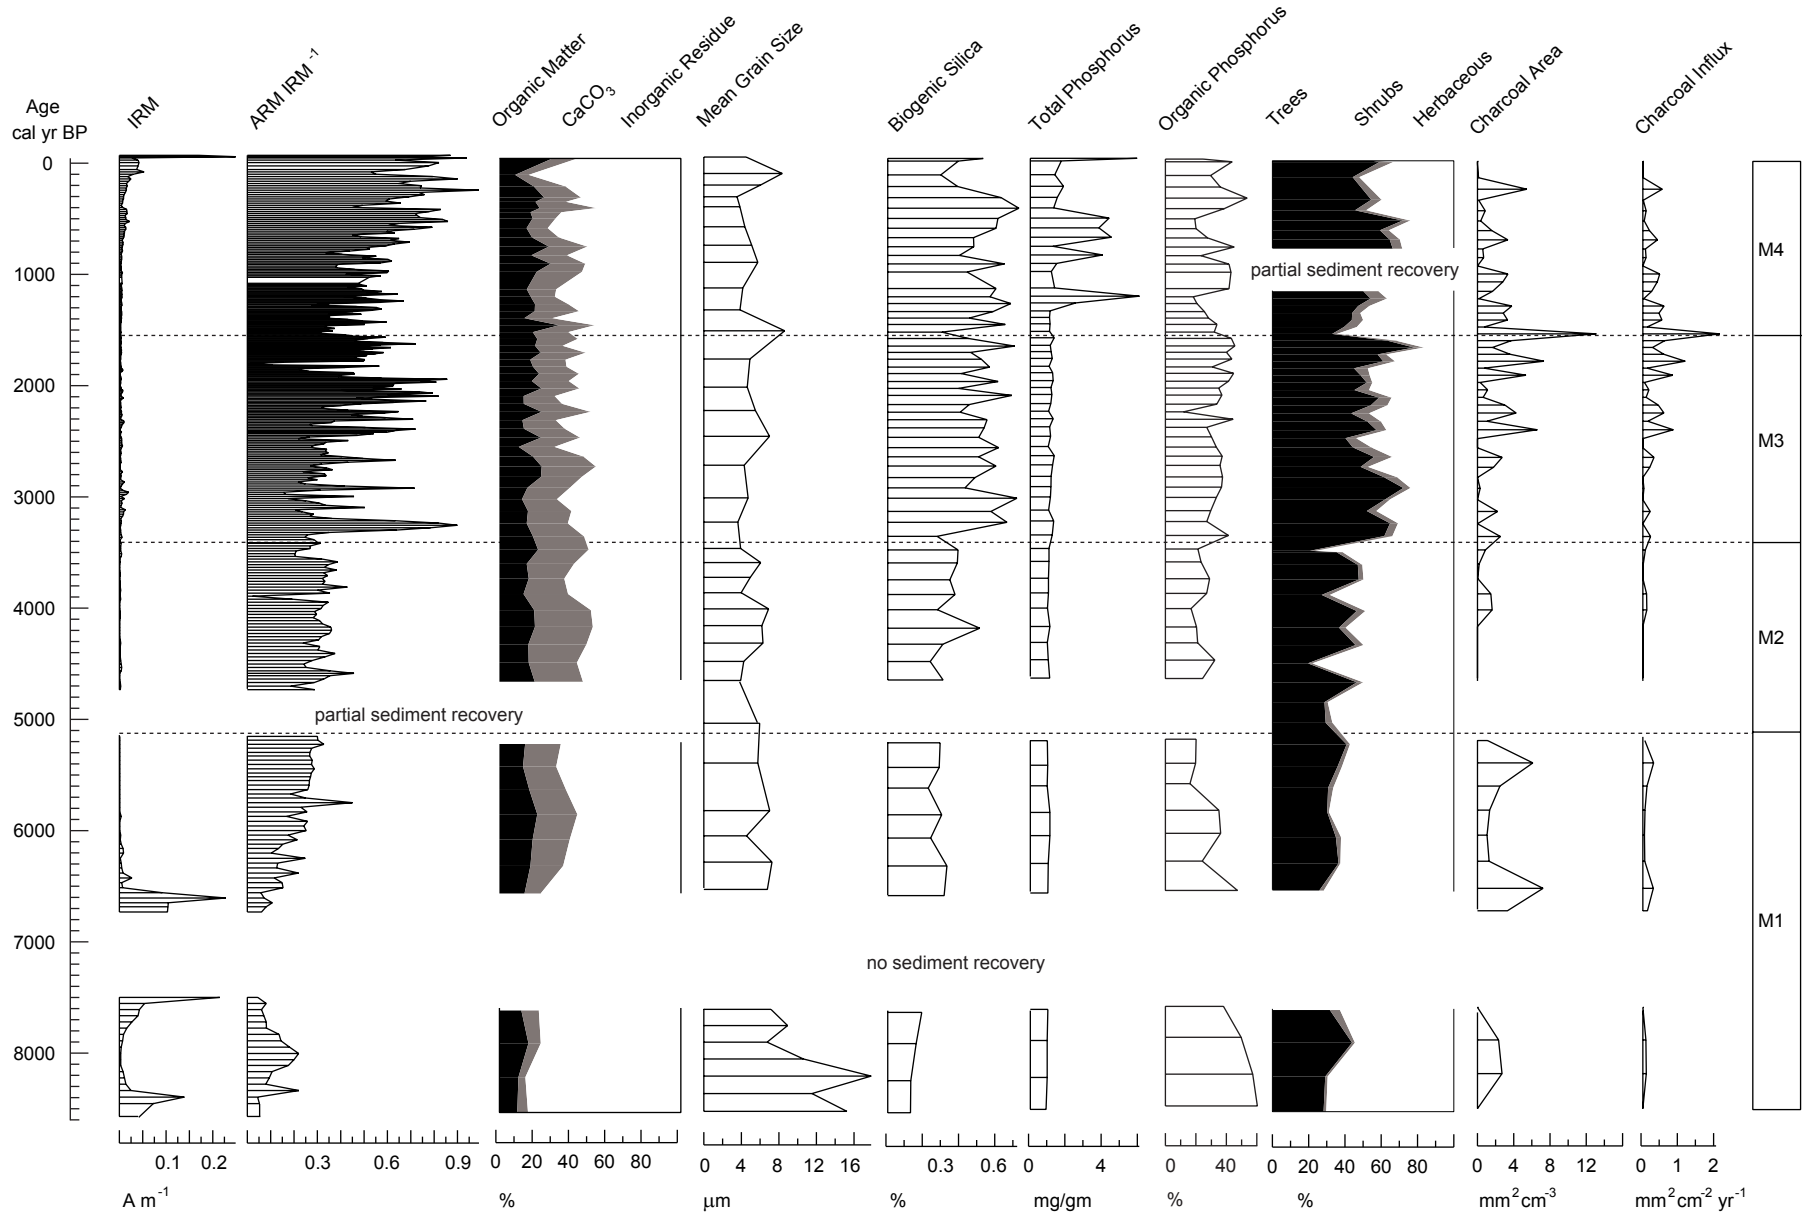 IRM
ARM IRM⁻¹
Organic Matter
CaCO₃
Inorganic Residue
Mean Grain Size
Biogenic Silica
Total Phosphorus
Organic Phosphorus
Trees
Shrubs
Herbaceous
Charcoal Area
Charcoal Influx
Age
cal yr BP
0
1000
2000
3000
4000
5000
6000
7000
8000
partial sediment recovery
partial sediment recovery
no sediment recovery
M4
M3
M2
M1
0.1 0.2
0.3 0.6 0.9
0 20 40 60 80
0 4 8 12 16
0.3 0.6
0 4
0 40
0 20 40 60 80
0 4 8 12
0 1 2
A m⁻¹
%
µm
%
mg/gm
%
%
mm² cm⁻³
mm² cm⁻² yr⁻¹